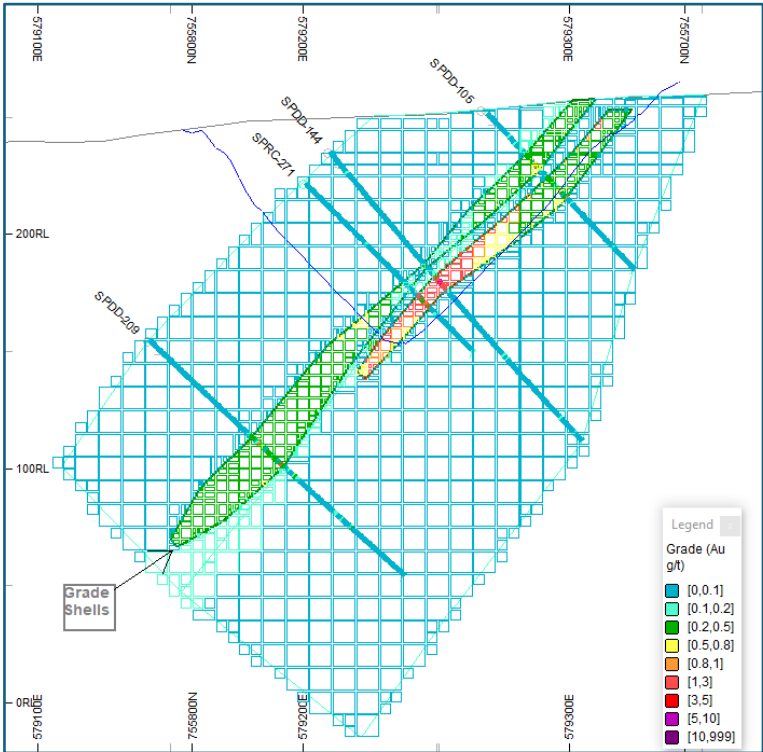 579100E
755800N
579200E
579300E
755700N
SPDD-105
SPDD-144
SPRC-271
200RL
SPDD-209
100RL
Grade
Shells
Legend x
Grade (Au
g/t)
[0,0.1]
[0.1,0.2]
[0.2,0.5]
[0.5,0.8]
[0.8,1]
[1,3]
[3,5]
[5,10]
[10,999]
0RL
579100E
755800N
579200E
579300E